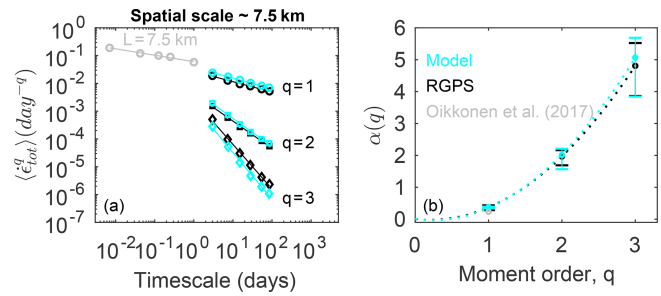 Spatial scale ~ 7.5 km
⟨ε̇^q_tot⟩(day^−q)
10^0
10^−1
10^−2
10^−3
10^−4
10^−5
10^−6
10^−7
L = 7.5 km
q = 1
q = 2
q = 3
(a)
10^−2 10^−1 10^0 10^1 10^2 10^3
Timescale (days)
α(q)
6
5
4
3
2
1
0
Model
RGPS
Oikkonen et al. (2017)
(b)
0 1 2 3
Moment order, q